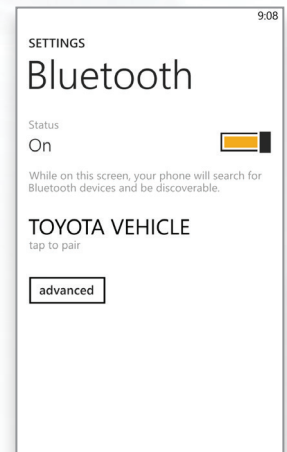 9:08
SETTINGS
Bluetooth
Status
On
While on this screen, your phone will search for
Bluetooth devices and be discoverable.
TOYOTA VEHICLE
tap to pair
advanced